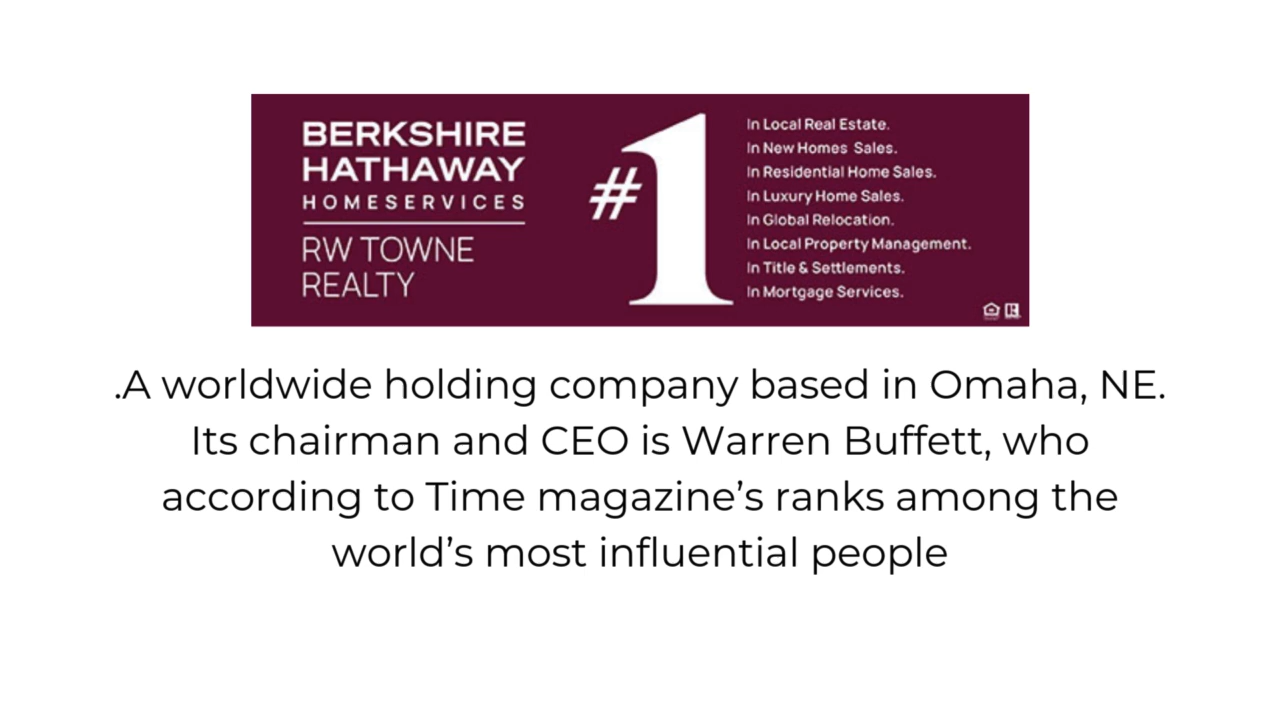 BERKSHIRE
HATHAWAY
HOMESERVICES
RW TOWNE
REALTY
#1
In Local Real Estate.
In New Homes Sales.
In Residential Home Sales.
In Luxury Home Sales.
In Global Relocation.
In Local Property Management.
In Title & Settlements.
In Mortgage Services.
.A worldwide holding company based in Omaha, NE.
Its chairman and CEO is Warren Buffett, who
according to Time magazine’s ranks among the
world’s most influential people